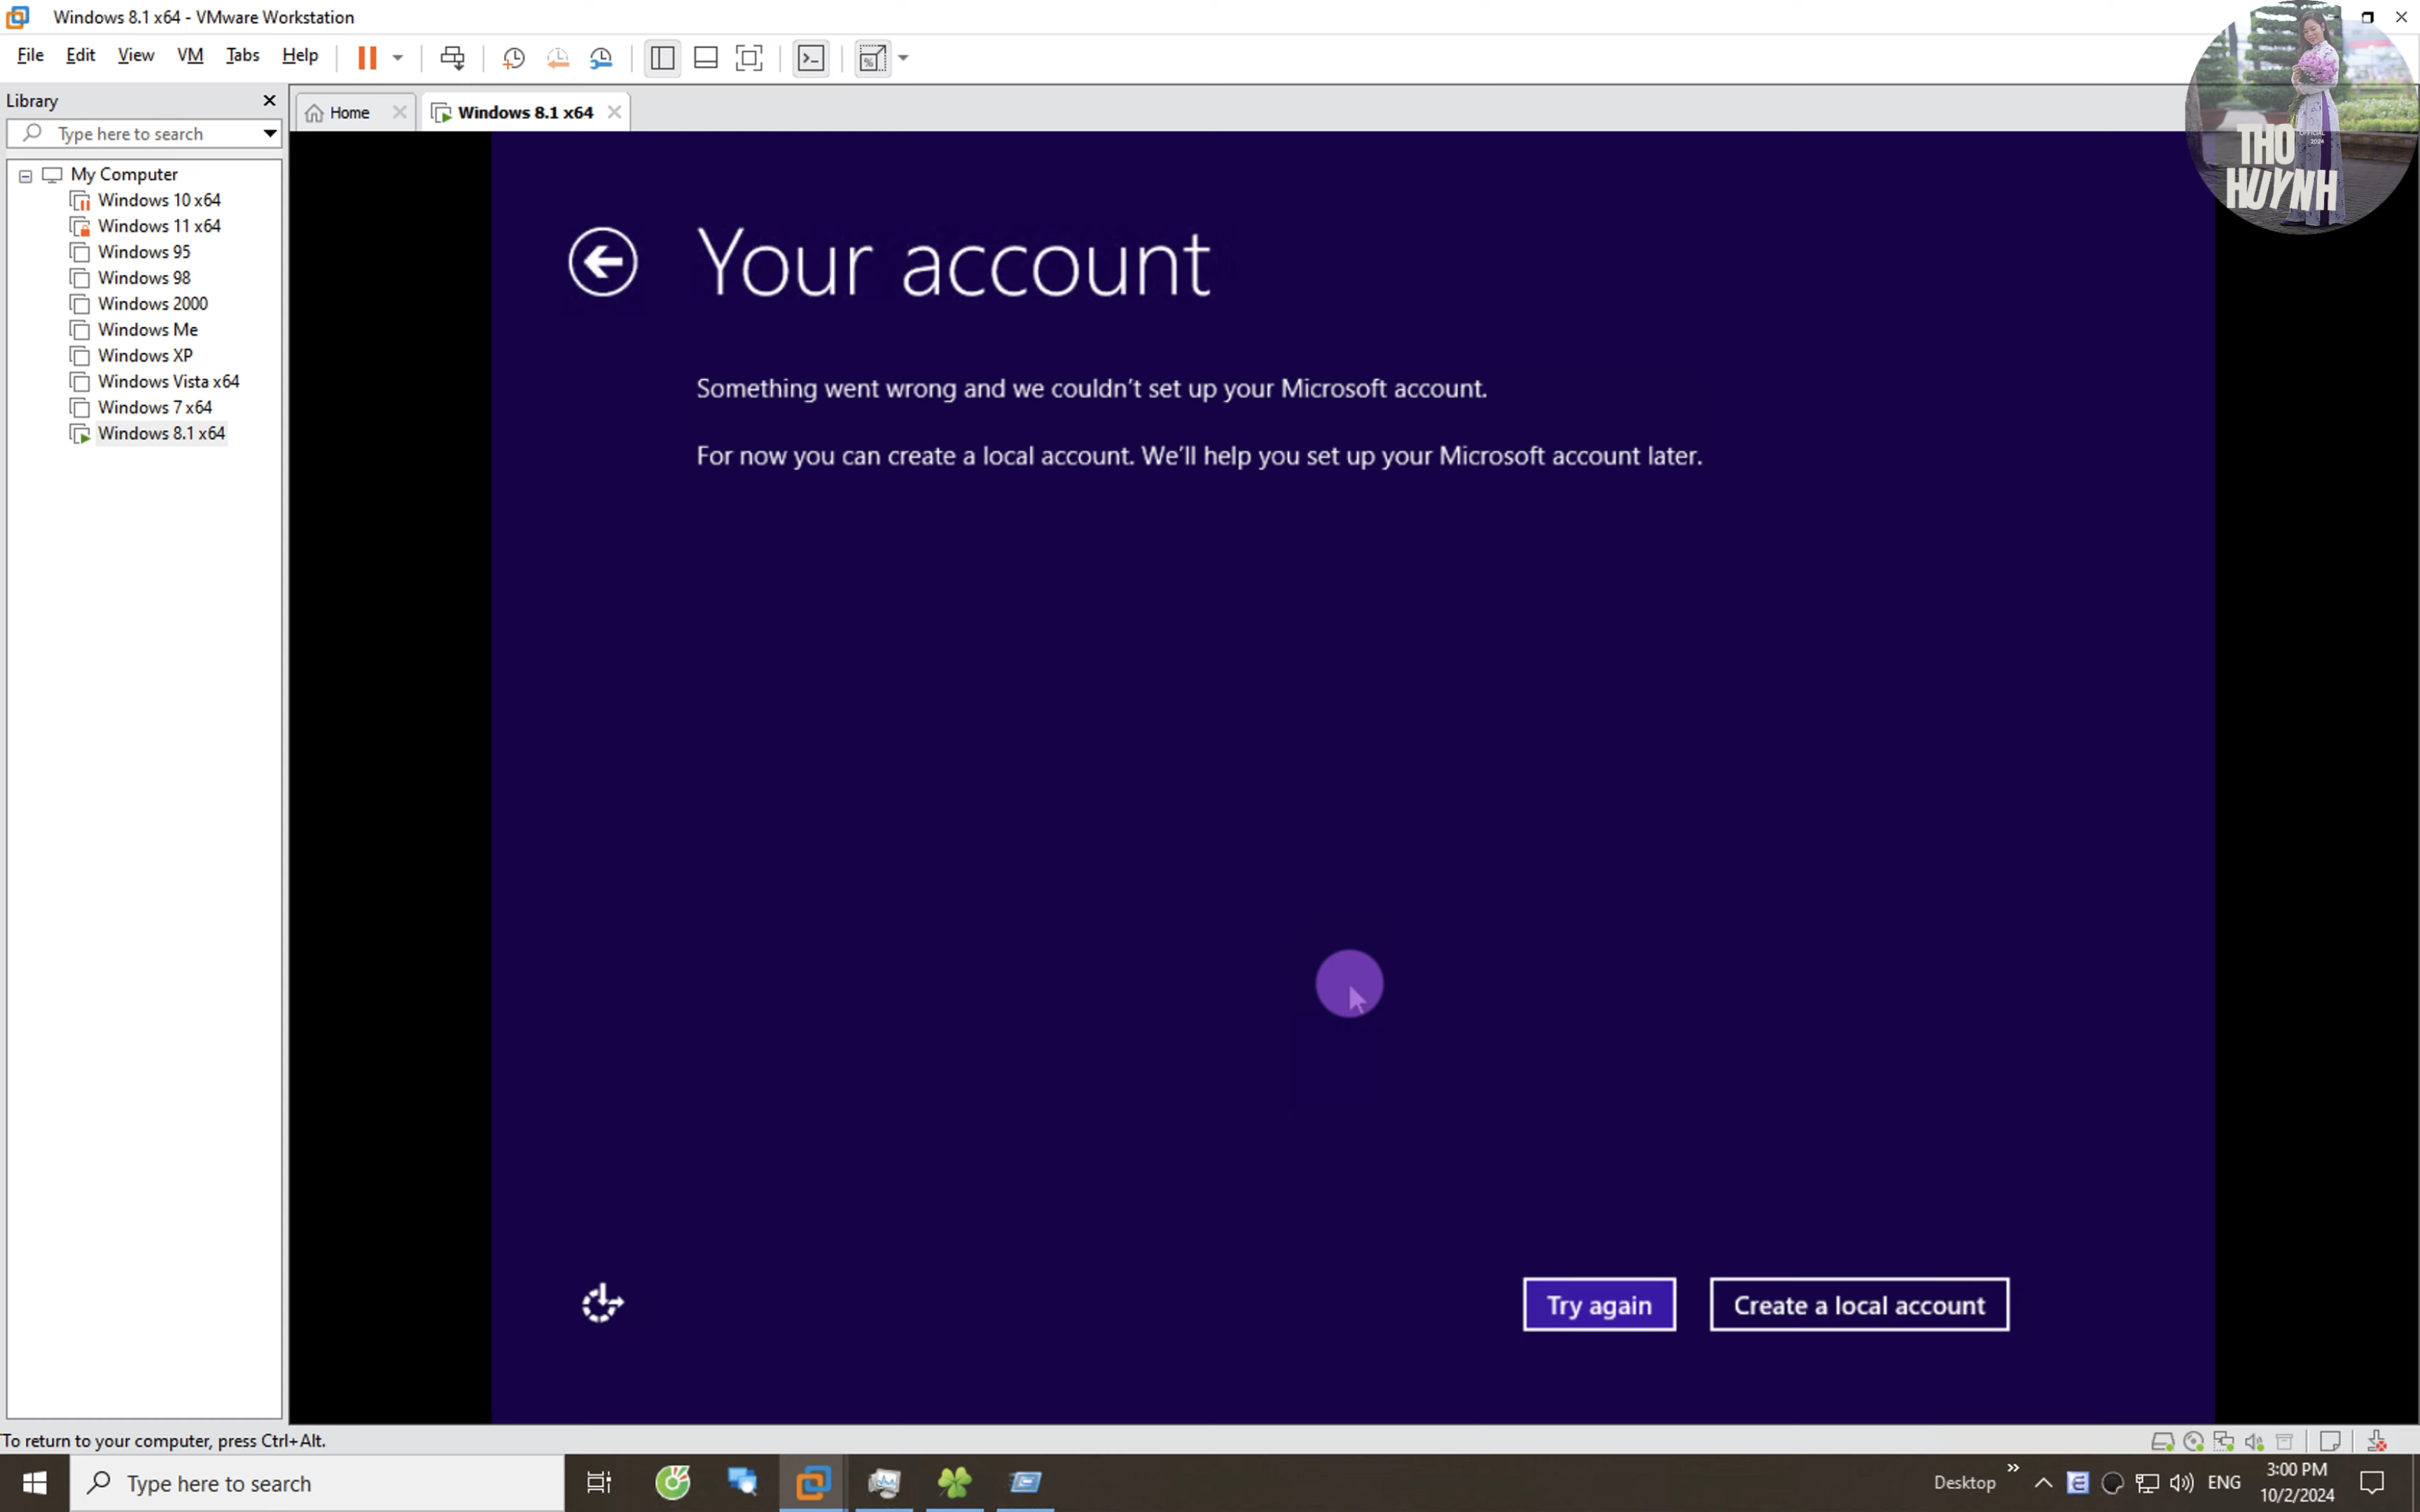 Windows 8.1 x64 - VMware Workstation
File Edit View VM Tabs Help
Library
Type here to search
My Computer
Windows 10 x64
Windows 11 x64
Windows 95
Windows 98
Windows 2000
Windows Me
Windows XP
Windows Vista x64
Windows 7 x64
Windows 8.1 x64
Home
Windows 8.1 x64
THO
OFFICIAL
2024
HUYNH
Your account
Something went wrong and we couldn't set up your Microsoft account.
For now you can create a local account. We'll help you set up your Microsoft account later.
Try again
Create a local account
To return to your computer, press Ctrl+Alt.
Type here to search
Desktop
ENG
3:00 PM
10/2/2024